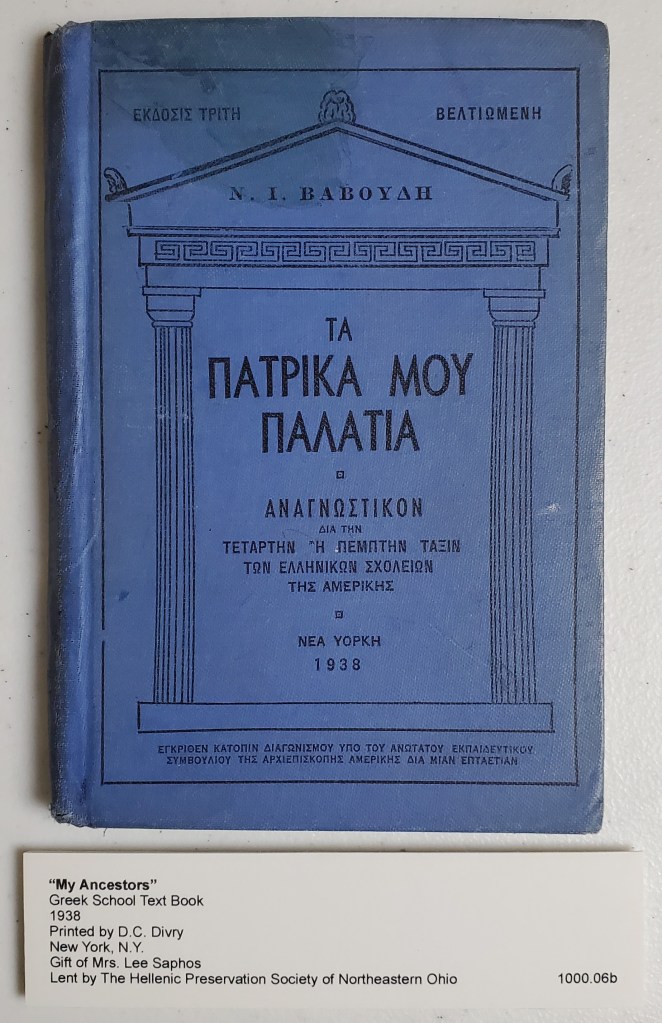 ΕΚΔΟΣΙΣ ΤΡΙΤΗ
ΒΕΛΤΙΩΜΕΝΗ
Ν. Ι. ΒΑΒΟΥΔΗ
ΤΑ
ΠΑΤΡΙΚΑ ΜΟΥ
ΠΑΛΑΤΙΑ
ΑΝΑΓΝΩΣΤΙΚΟΝ
ΔΙΑ ΤΗΝ
ΤΕΤΑΡΤΗΝ Ἢ ΠΕΜΠΤΗΝ ΤΑΞΙΝ
ΤΩΝ ΕΛΛΗΝΙΚΩΝ ΣΧΟΛΕΙΩΝ
ΤΗΣ ΑΜΕΡΙΚΗΣ
ΝΕΑ ΥΟΡΚΗ
1938
ΕΓΚΡΙΘΕΝ ΚΑΤΟΠΙΝ ΔΙΑΓΩΝΙΣΜΟΥ ΥΠΟ ΤΟΥ ΑΝΩΤΑΤΟΥ ΕΚΠΑΙΔΕΥΤΙΚΟΥ
ΣΥΜΒΟΥΛΙΟΥ ΤΗΣ ΑΡΧΙΕΠΙΣΚΟΠΗΣ ΑΜΕΡΙΚΗΣ ΔΙΑ ΜΙΑΝ ΕΠΤΑΕΤΙΑΝ
“My Ancestors”
Greek School Text Book
1938
Printed by D.C. Divry
New York, N.Y.
Gift of Mrs. Lee Saphos
Lent by The Hellenic Preservation Society of Northeastern Ohio 1000.06b